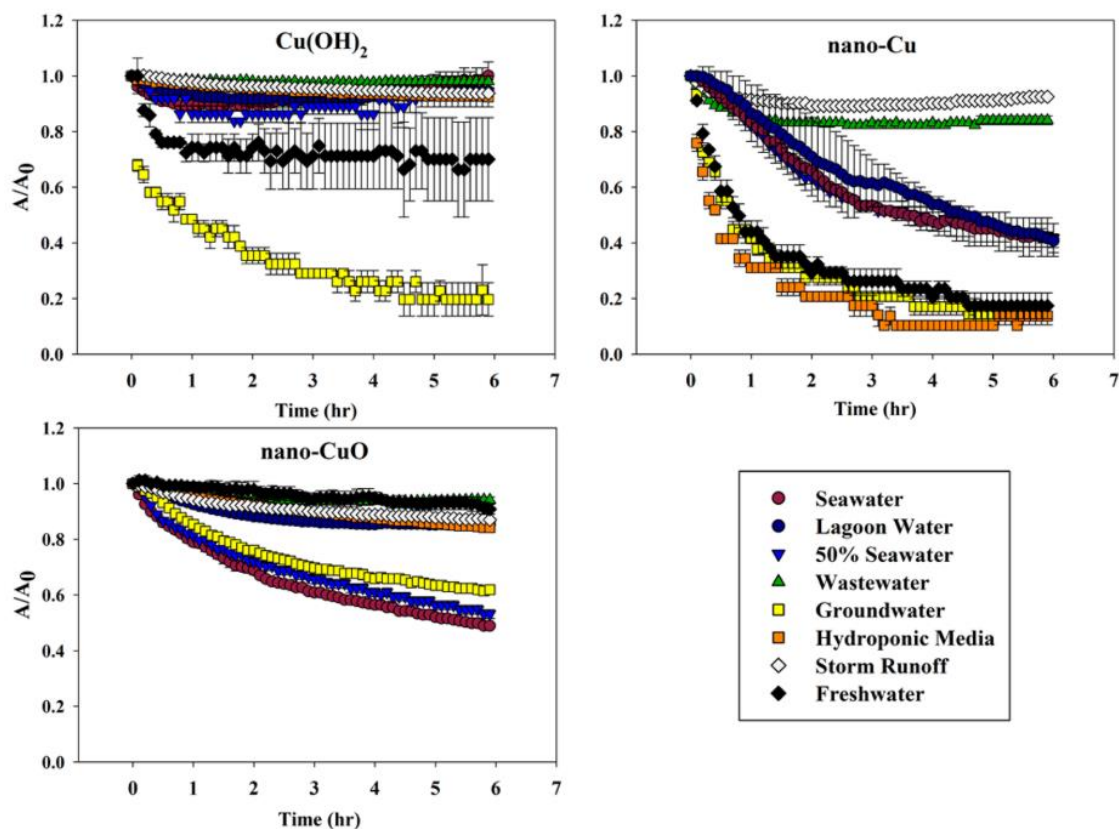 Cu(OH)2
1.2
1.0
0.8
0.6
0.4
0.2
0.0
A/A0
0 1 2 3 4 5 6 7
Time (hr)
nano-Cu
1.2
1.0
0.8
0.6
0.4
0.2
0.0
0 1 2 3 4 5 6 7
Time (hr)
nano-CuO
1.2
1.0
0.8
0.6
0.4
0.2
0.0
A/A0
0 1 2 3 4 5 6 7
Time (hr)
Seawater
Lagoon Water
50% Seawater
Wastewater
Groundwater
Hydroponic Media
Storm Runoff
Freshwater